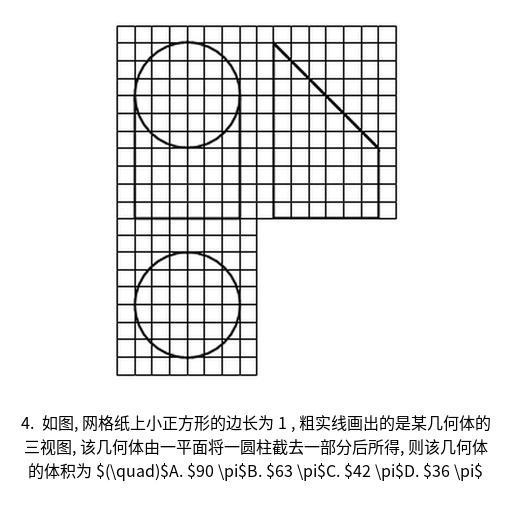 4. 如图, 网格纸上小正方形的边长为 1 , 粗实线画出的是某几何体的
三视图, 该几何体由一平面将一圆柱截去一部分后所得, 则该几何体
的体积为 $(\quad)$A. $90 \pi$B. $63 \pi$C. $42 \pi$D. $36 \pi$